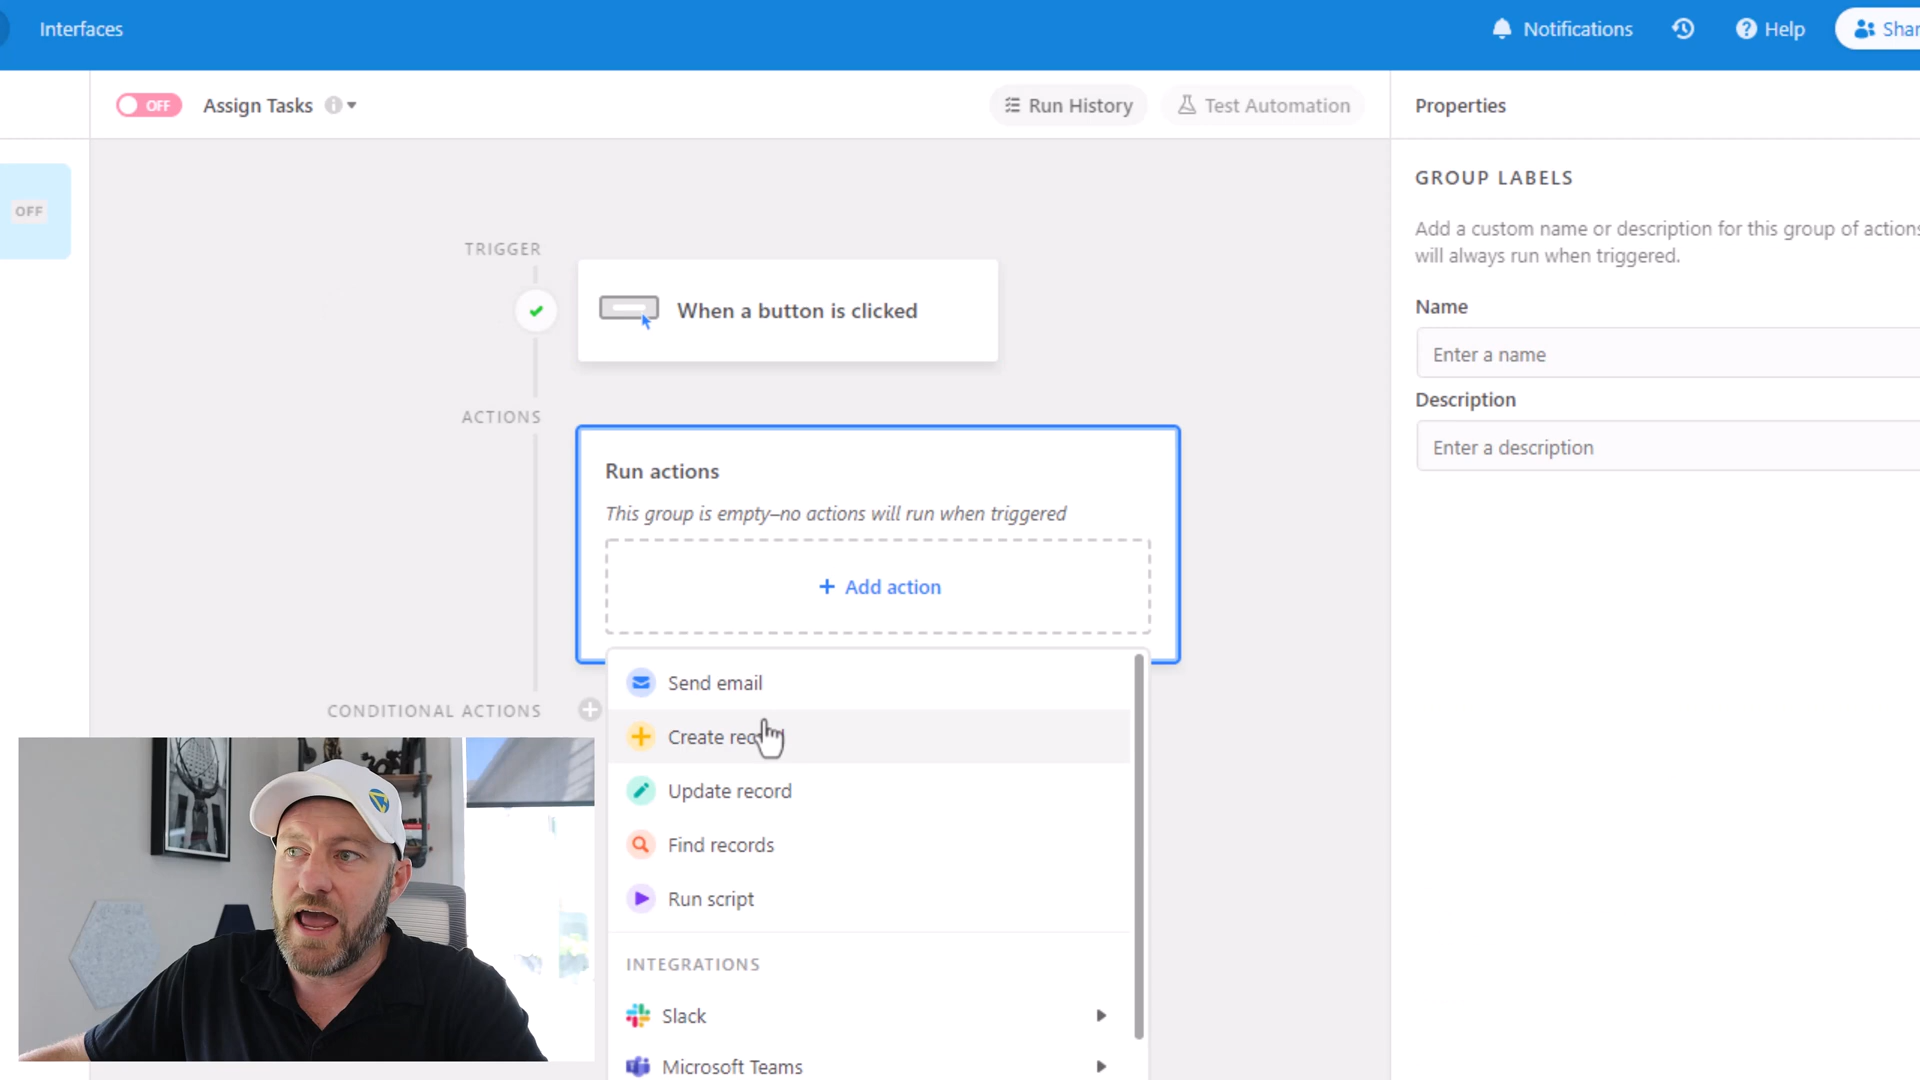 Interfaces
Notifications
Help
Shar
OFF
Assign Tasks
Run History
Test Automation
Properties
OFF
GROUP LABELS
Add a custom name or description for this group of actions
will always run when triggered.
Name
Enter a name
Description
Enter a description
TRIGGER
When a button is clicked
ACTIONS
Run actions
This group is empty–no actions will run when triggered
+ Add action
CONDITIONAL ACTIONS
Send email
Create rec
Update record
Find records
Run script
INTEGRATIONS
Slack
Microsoft Teams